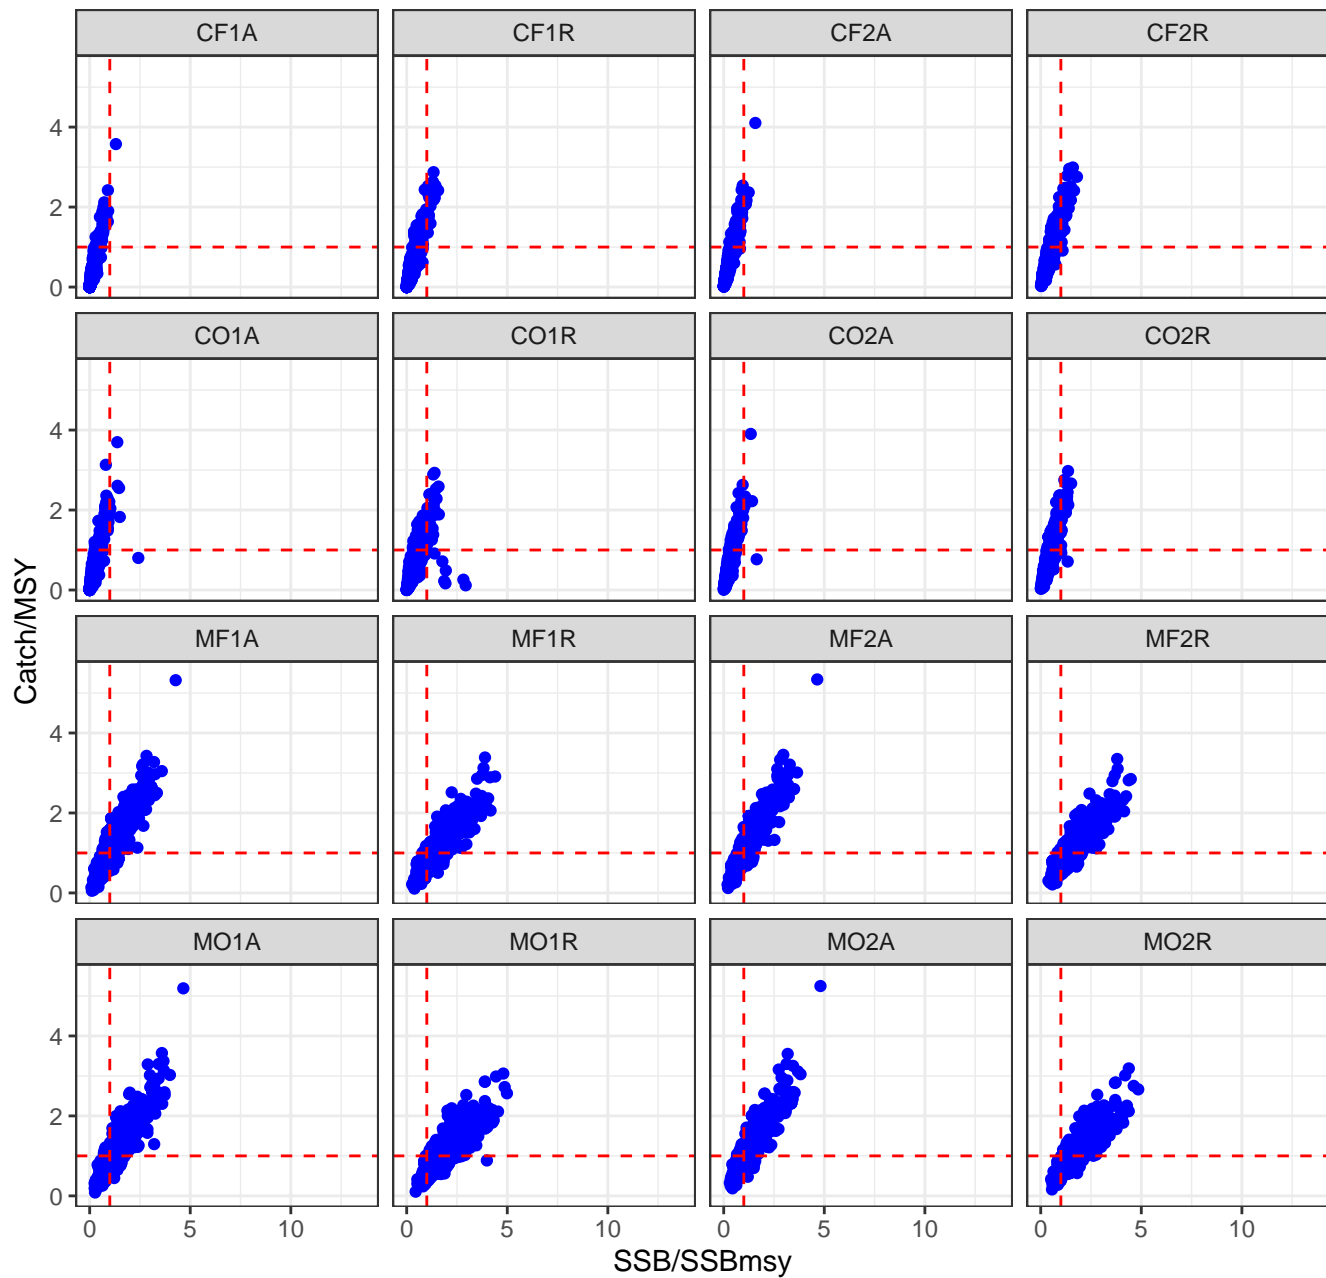 CF1A CF1R CF2A CF2R
4
2
0
CO1A CO1R CO2A CO2R
4
2
0
MF1A MF1R MF2A MF2R
4
2
0
MO1A MO1R MO2A MO2R
4
2
0
Catch/MSY
0 5 10 0 5 10 0 5 10 0 5 10
SSB/SSBmsy